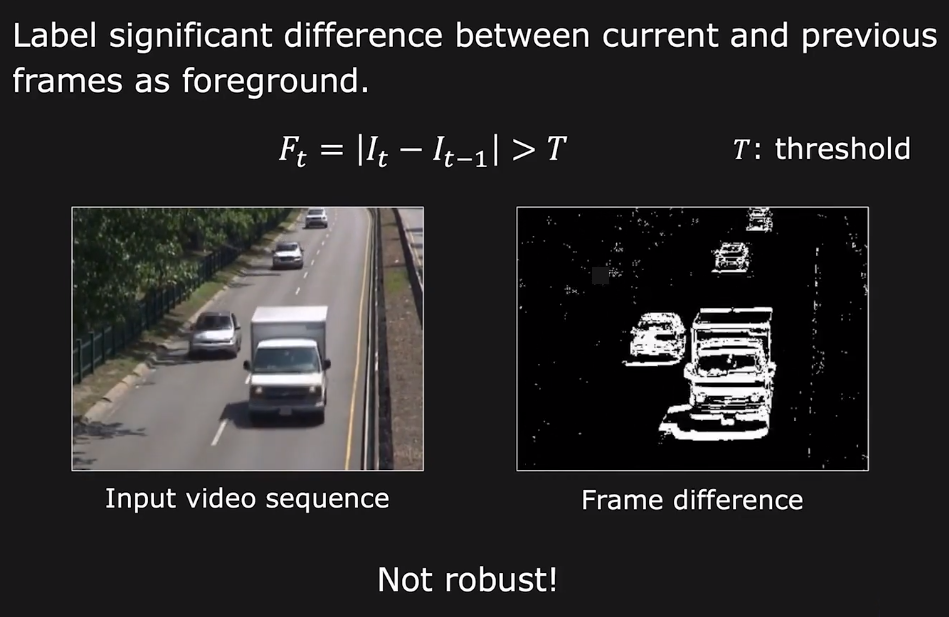 Label significant difference between current and previous
frames as foreground.
F_t = |I_t − I_{t−1}| > T
T: threshold
Input video sequence
Frame difference
Not robust!